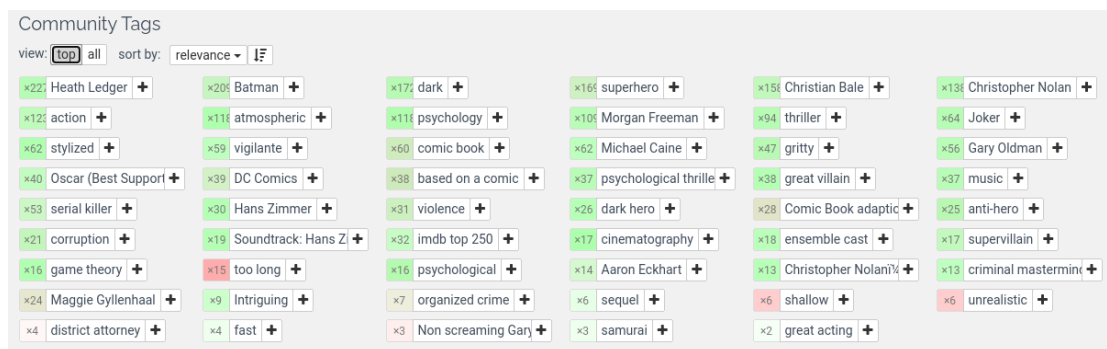 Community Tags
view: top all sort by: relevance
×227 Heath Ledger + ×209 Batman + ×172 dark + ×169 superhero + ×158 Christian Bale + ×138 Christopher Nolan +
×123 action + ×118 atmospheric + ×118 psychology + ×109 Morgan Freeman + ×94 thriller + ×64 Joker +
×62 stylized + ×59 vigilante + ×60 comic book + ×62 Michael Caine + ×47 gritty + ×56 Gary Oldman +
×40 Oscar (Best Support + ×39 DC Comics + ×38 based on a comic + ×37 psychological thrille + ×38 great villain + ×37 music +
×53 serial killer + ×30 Hans Zimmer + ×31 violence + ×26 dark hero + ×28 Comic Book adaptic + ×25 anti-hero +
×21 corruption + ×19 Soundtrack: Hans Zi + ×32 imdb top 250 + ×17 cinematography + ×18 ensemble cast + ×17 supervillain +
×16 game theory + ×15 too long + ×16 psychological + ×14 Aaron Eckhart + ×13 Christopher Nolanï¼ + ×13 criminal mastermind +
×24 Maggie Gyllenhaal + ×9 Intriguing + ×7 organized crime + ×6 sequel + ×6 shallow + ×6 unrealistic +
×4 district attorney + ×4 fast + ×3 Non screaming Gary + ×3 samurai + ×2 great acting +